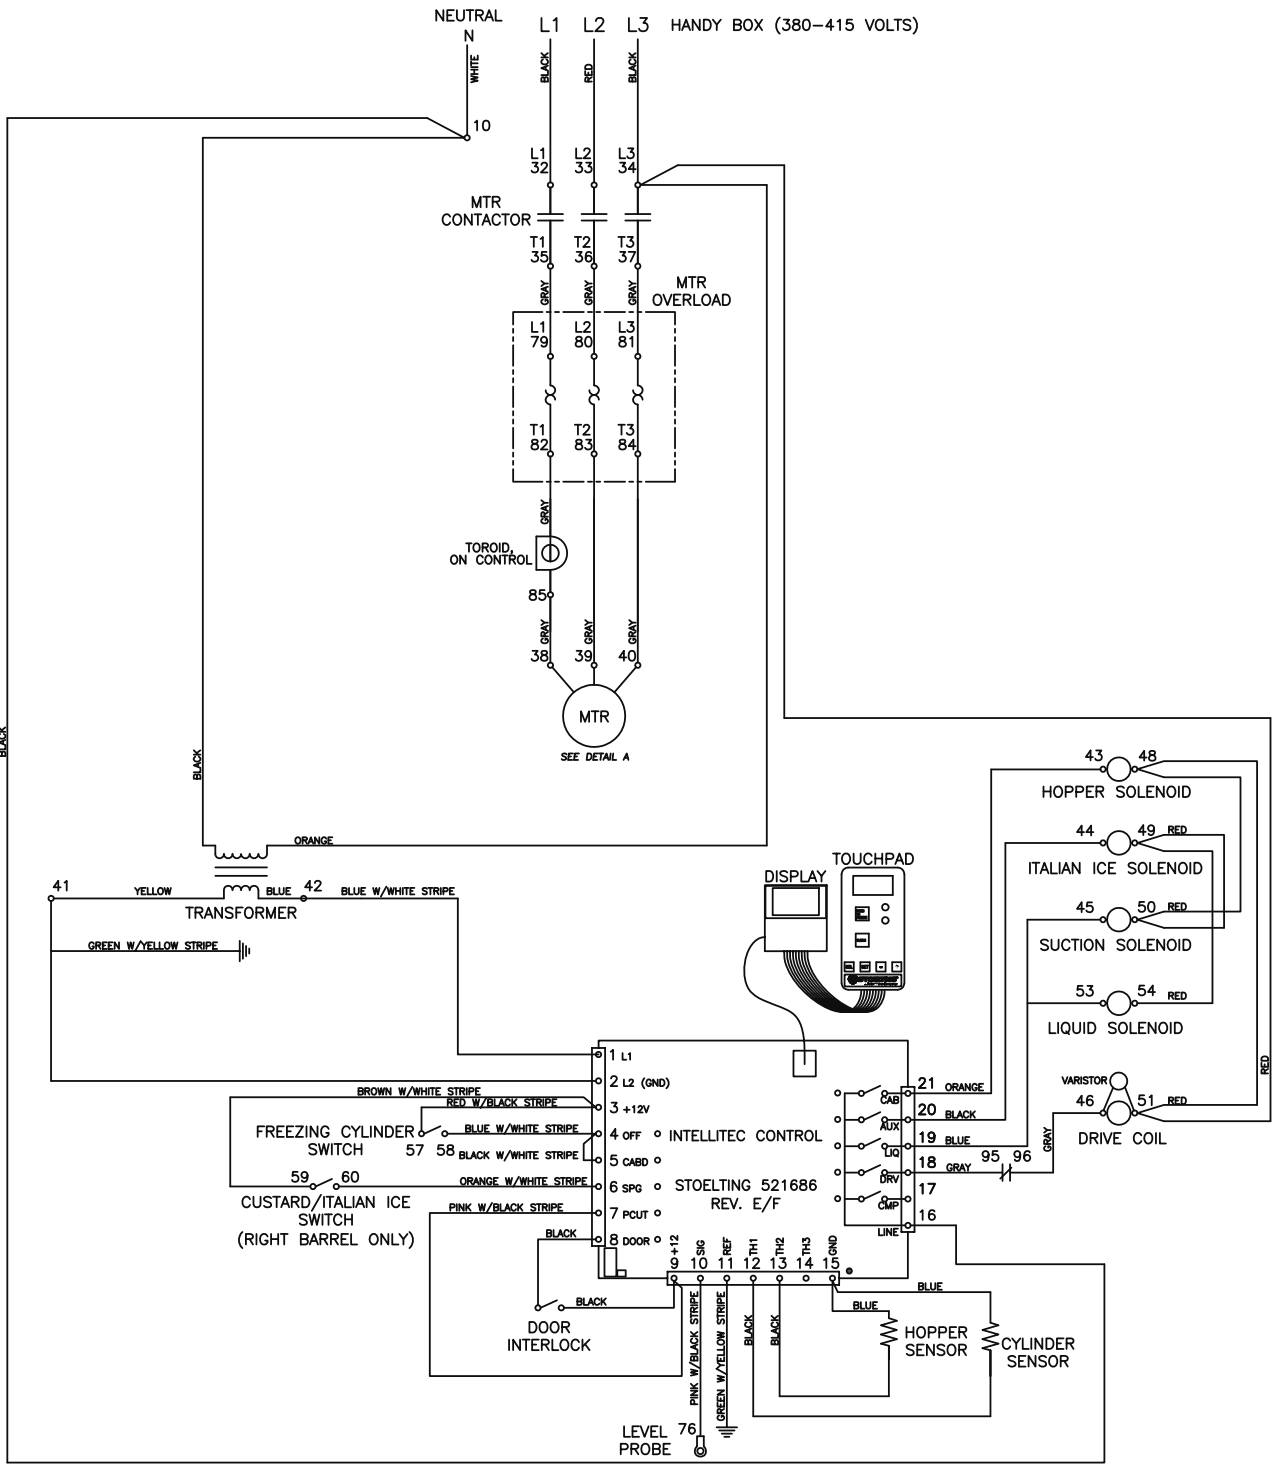 NEUTRAL
N
L1 L2 L3 HANDY BOX (380-415 VOLTS)
WHITE
BLACK
RED
BLACK
10
L1 L2 L3
32 33 34
MTR
CONTACTOR
T1 T2 T3
35 36 37
GRAY GRAY GRAY
MTR
OVERLOAD
L1 L2 L3
79 80 81
T1 T2 T3
82 83 84
GRAY
TOROID,
ON CONTROL
85
GRAY GRAY GRAY
38 39 40
MTR
SEE DETAIL A
BLACK
BLACK
ORANGE
41
YELLOW
BLUE
42
BLUE W/WHITE STRIPE
TRANSFORMER
GREEN W/YELLOW STRIPE
43 48
HOPPER SOLENOID
44 49 RED
ITALIAN ICE SOLENOID
45 50 RED
SUCTION SOLENOID
53 54 RED
LIQUID SOLENOID
RED
VARISTOR
46 51 RED
DRIVE COIL
DISPLAY
TOUCHPAD
1 L1
2 L2 (GND)
3 +12V
4 OFF
5 CABD
6 SPG
7 PCUT
8 DOOR
BROWN W/WHITE STRIPE
RED W/BLACK STRIPE
FREEZING CYLINDER
SWITCH
57 58
BLUE W/WHITE STRIPE
BLACK W/WHITE STRIPE
59 60
ORANGE W/WHITE STRIPE
CUSTARD/ITALIAN ICE
SWITCH
(RIGHT BARREL ONLY)
PINK W/BLACK STRIPE
BLACK
BLACK
DOOR
INTERLOCK
INTELLITEC CONTROL
STOELTING 521686
REV. E/F
21 ORANGE
CAB
20 BLACK
AUX
19 BLUE
LIQ
18 GRAY
DRV
95 96
GRAY
17
CMP
16
LINE
+12 SIG REF TH1 TH2 TH3 GND
9 10 11 12 13 14 15
PINK W/BLACK STRIPE
GREEN W/YELLOW STRIPE
BLACK
BLACK
BLUE
BLUE
HOPPER
SENSOR
CYLINDER
SENSOR
76
LEVEL
PROBE